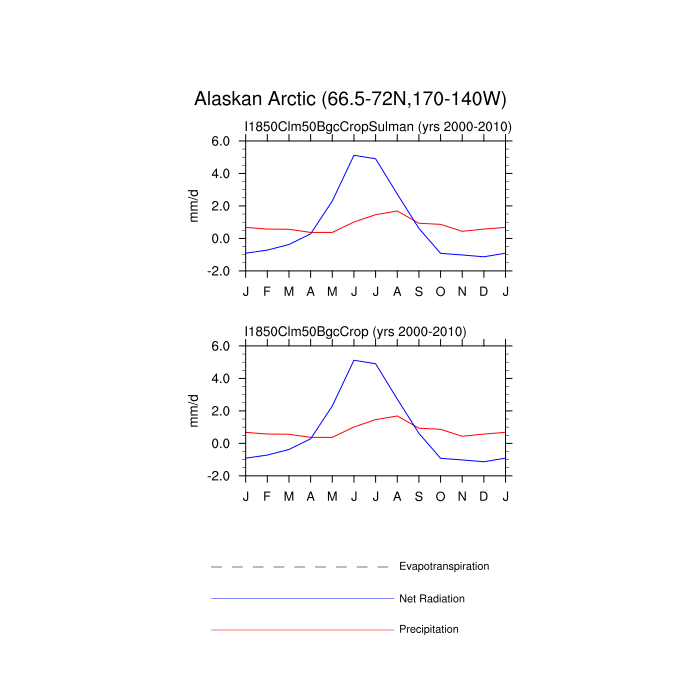 Alaskan Arctic (66.5-72N,170-140W)
I1850Clm50BgcCropSulman (yrs 2000-2010)
6.0
4.0
2.0
0.0
-2.0
mm/d
J F M A M J J A S O N D J
I1850Clm50BgcCrop (yrs 2000-2010)
6.0
4.0
2.0
0.0
-2.0
mm/d
J F M A M J J A S O N D J
Evapotranspiration
Net Radiation
Precipitation